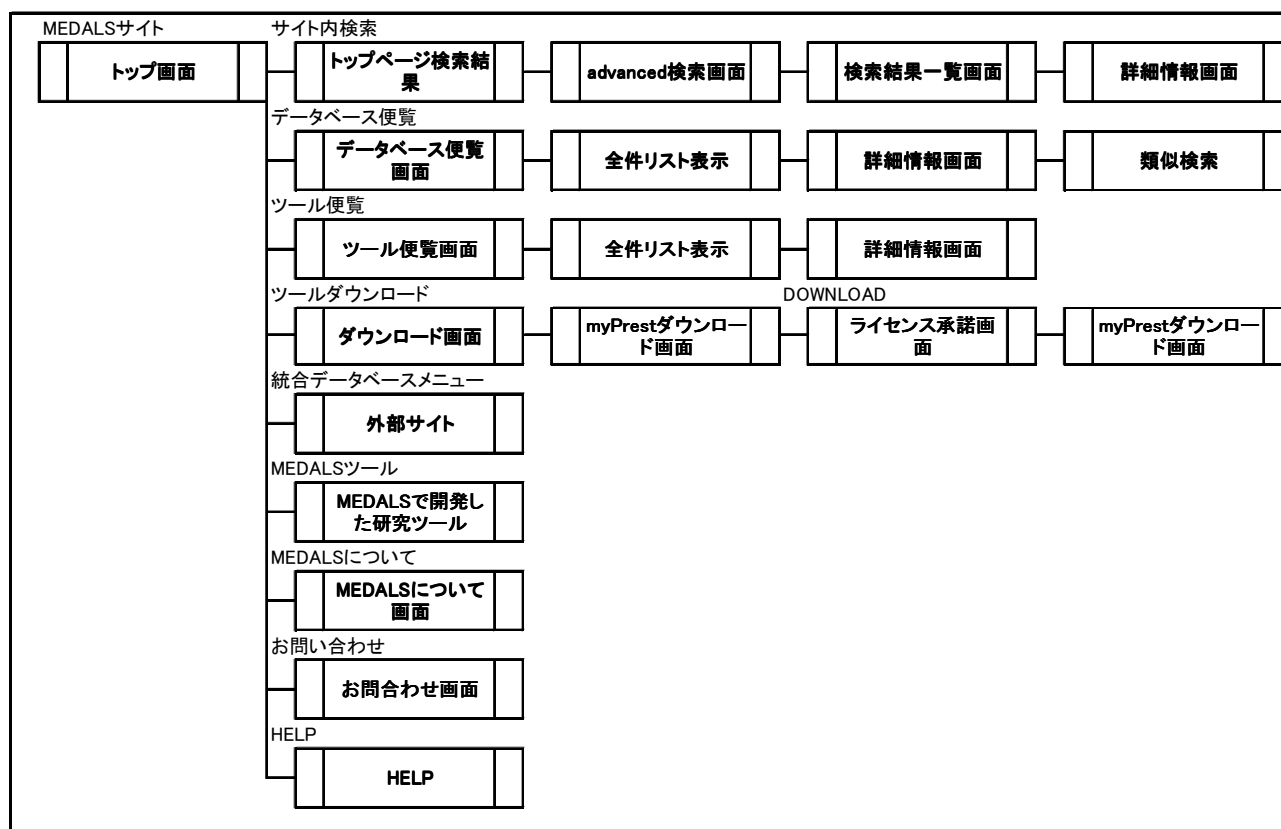 MEDALSサイト
サイト内検索
トップ画面
トップページ検索結
果
advanced検索画面
検索結果一覧画面
詳細情報画面
データベース便覧
データベース便覧
画面
全件リスト表示
詳細情報画面
類似検索
ツール便覧
ツール便覧画面
全件リスト表示
詳細情報画面
ツールダウンロード
DOWNLOAD
ダウンロード画面
myPrestダウンロー
ド画面
ライセンス承諾画
面
myPrestダウンロー
ド画面
統合データベースメニュー
外部サイト
MEDALSツール
MEDALSで開発し
た研究ツール
MEDALSについて
MEDALSについて
画面
お問い合わせ
お問合わせ画面
HELP
HELP